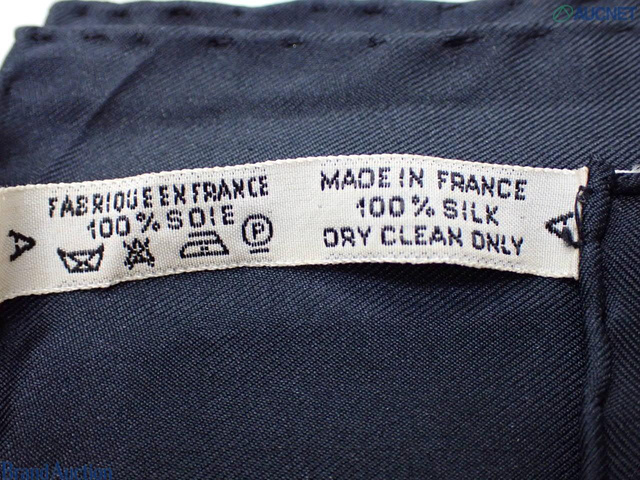 AUCNET
FABRIQUE EN FRANCE
100% SOIE
A
P
MADE IN FRANCE
100% SILK
DRY CLEAN ONLY
A
Brand Auction